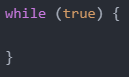 while (true) {
}